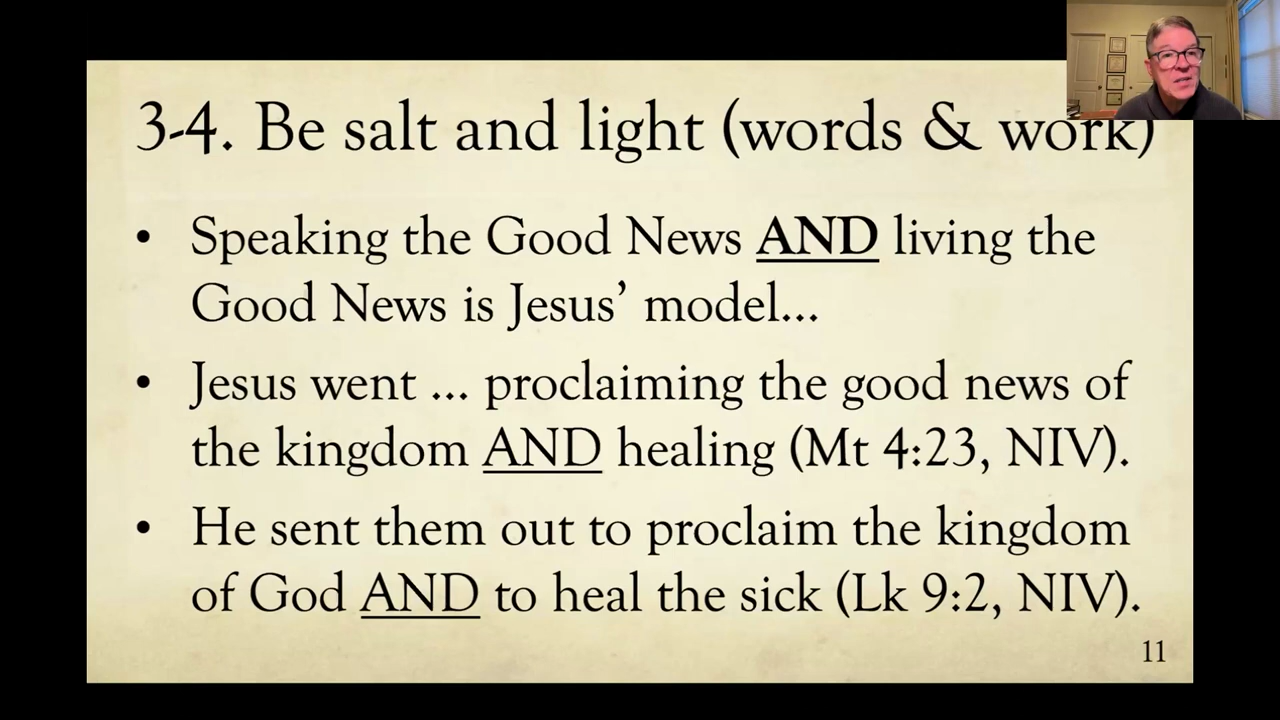 3-4. Be salt and light (words & work)
• Speaking the Good News AND living the
Good News is Jesus’ model...
• Jesus went ... proclaiming the good news of
the kingdom AND healing (Mt 4:23, NIV).
• He sent them out to proclaim the kingdom
of God AND to heal the sick (Lk 9:2, NIV).
11